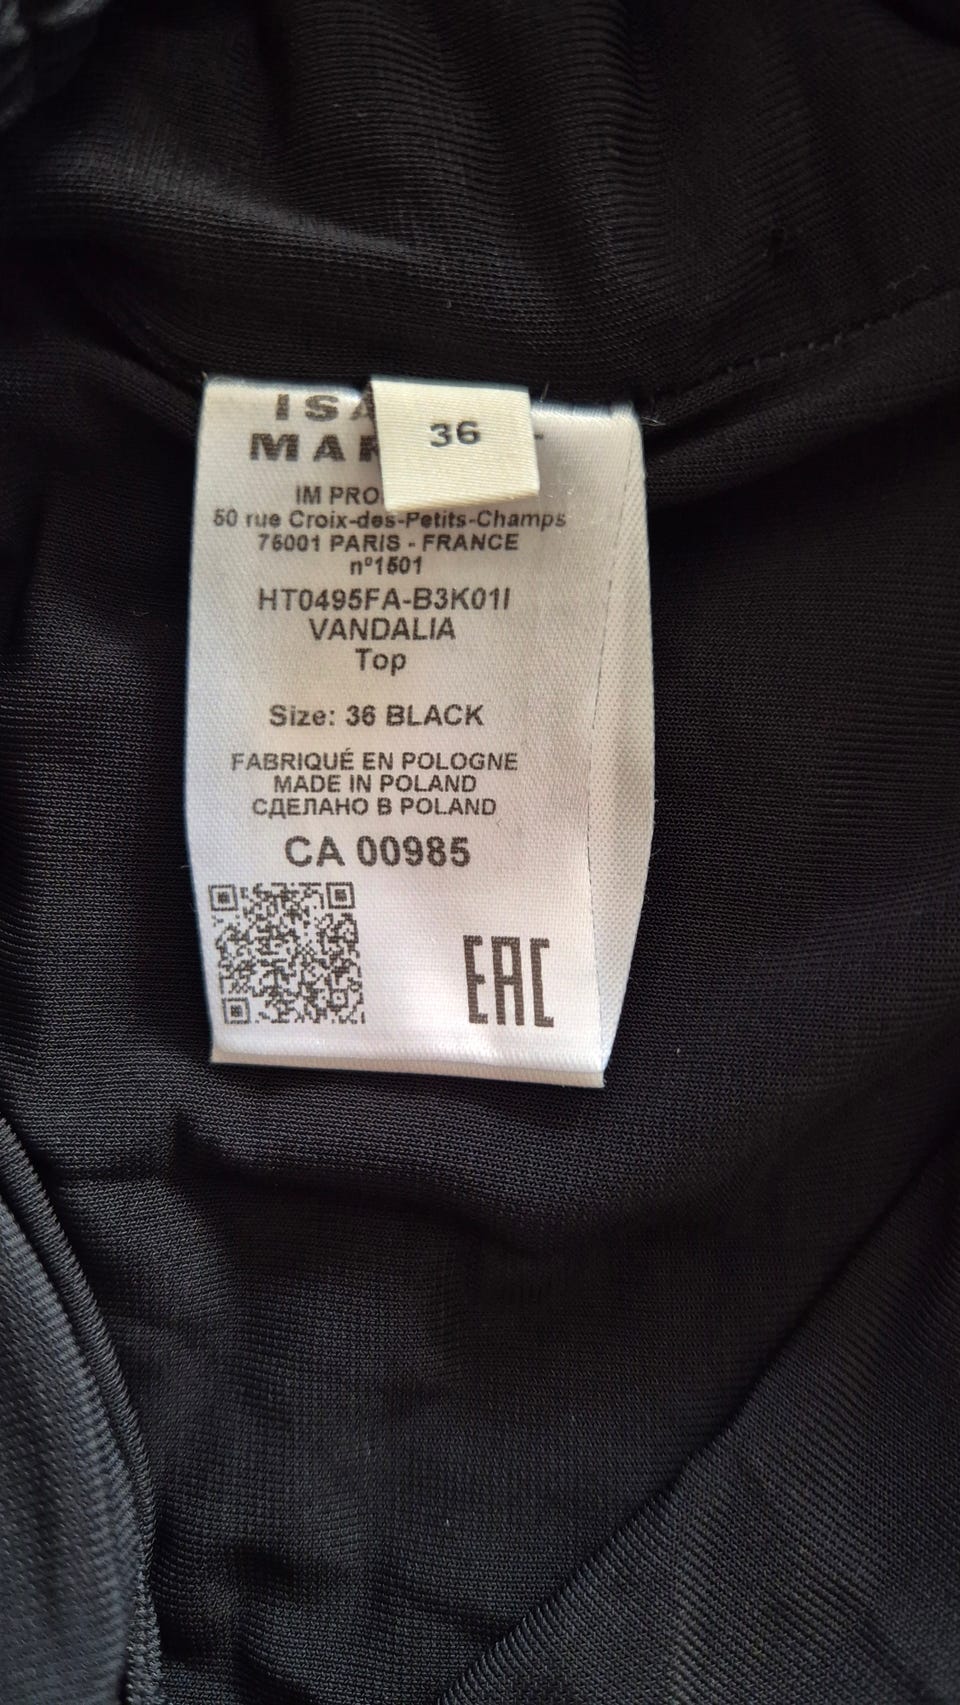 36
IM PRO
50 rue Croix-des-Petits-Champs
75001 PARIS - FRANCE
n°1501
HT0495FA-B3K01I
VANDALIA
Top
Size: 36 BLACK
FABRIQUÉ EN POLOGNE
MADE IN POLAND
СДЕЛАНО В POLAND
CA 00985
EAC